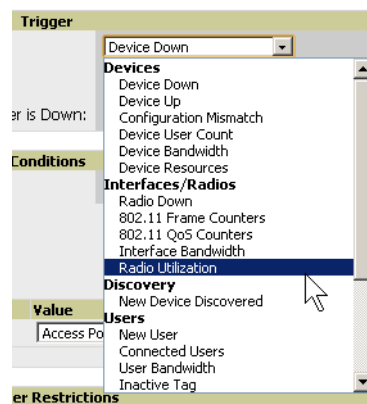 Trigger
Device Down
Devices
Device Down
Device Up
er is Down:
Configuration Mismatch
Device User Count
Device Bandwidth
Conditions
Device Resources
Interfaces/Radios
Radio Down
802.11 Frame Counters
802.11 QoS Counters
Interface Bandwidth
Radio Utilization
Discovery
New Device Discovered
Value
Users
Access Po
New User
Connected Users
User Bandwidth
Inactive Tag
er Restrictions